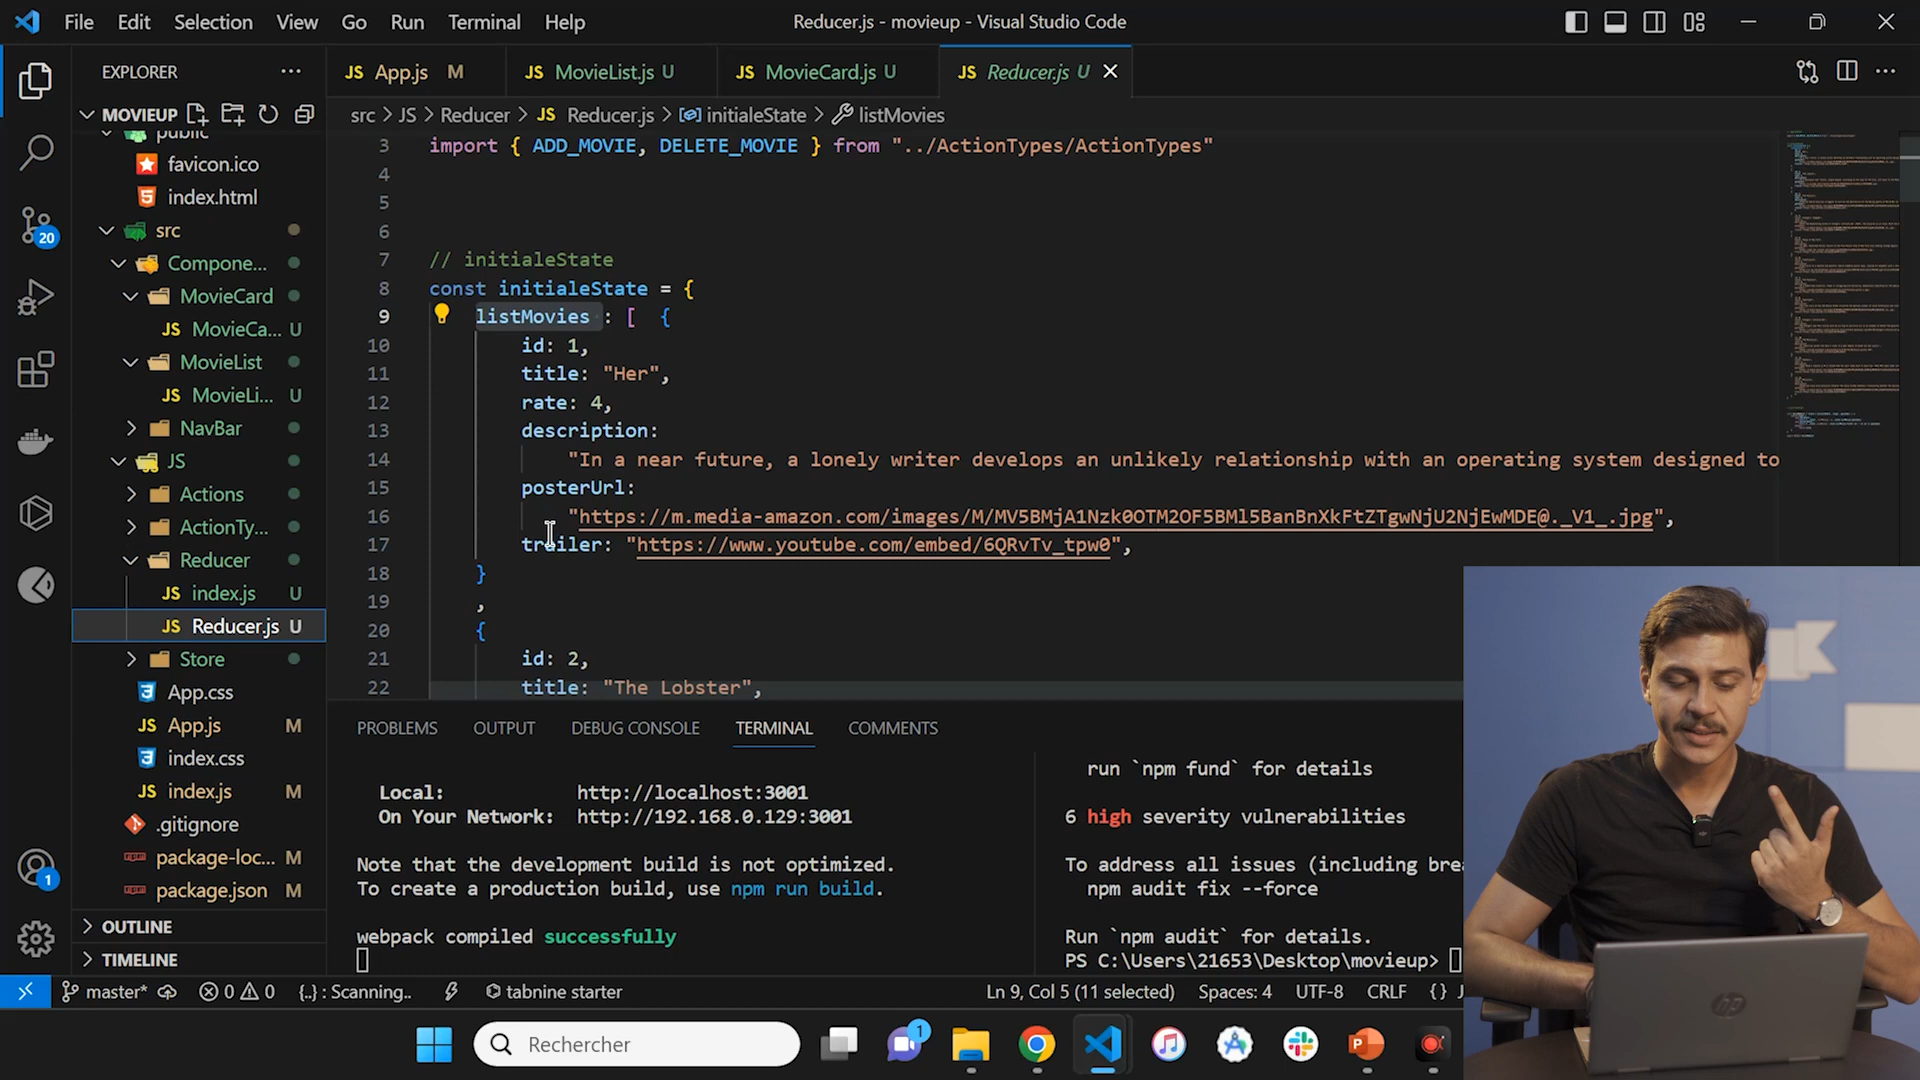 File Edit Selection View Go Run Terminal Help
Reducer.js - movieup - Visual Studio Code
EXPLORER
JS App.js M
JS MovieList.js U
JS MovieCard.js U
JS Reducer.js U
MOVIEUP
src > JS > Reducer > JS Reducer.js > initialeState > listMovies
public
favicon.ico
index.html
src
Compone...
MovieCard
JS MovieCa... U
MovieList
JS MovieLi... U
NavBar
JS
Actions
ActionTy...
Reducer
JS index.js U
JS Reducer.js U
Store
App.css
JS App.js M
index.css
JS index.js M
.gitignore
package-loc... M
package.json M
OUTLINE
TIMELINE
20
1
3 import { ADD_MOVIE, DELETE_MOVIE } from "../ActionTypes/ActionTypes"
4
5
6
7 // initialeState
8 const initialeState = {
9 listMovies : [ {
10 id: 1,
11 title: "Her",
12 rate: 4,
13 description:
14 "In a near future, a lonely writer develops an unlikely relationship with an operating system designed to
15 posterUrl:
16 "https://m.media-amazon.com/images/M/MV5BMjA1Nzk0OTM2OF5BMl5BanBnXkFtZTgwNjU2NjEwMDE@._V1_.jpg",
17 trailer: "https://www.youtube.com/embed/6QRvTv_tpw0",
18 }
19 ,
20 {
21 id: 2,
22 title: "The Lobster",
PROBLEMS OUTPUT DEBUG CONSOLE TERMINAL COMMENTS
Local: http://localhost:3001
On Your Network: http://192.168.0.129:3001
Note that the development build is not optimized.
To create a production build, use npm run build.
webpack compiled successfully
run `npm fund` for details
6 high severity vulnerabilities
To address all issues (including brea
npm audit fix --force
Run `npm audit` for details.
PS C:\Users\21653\Desktop\movieup>
master* 0 0 {..} : Scanning.. tabnine starter
Ln 9, Col 5 (11 selected) Spaces: 4 UTF-8 CRLF {} J
Rechercher
1
hp